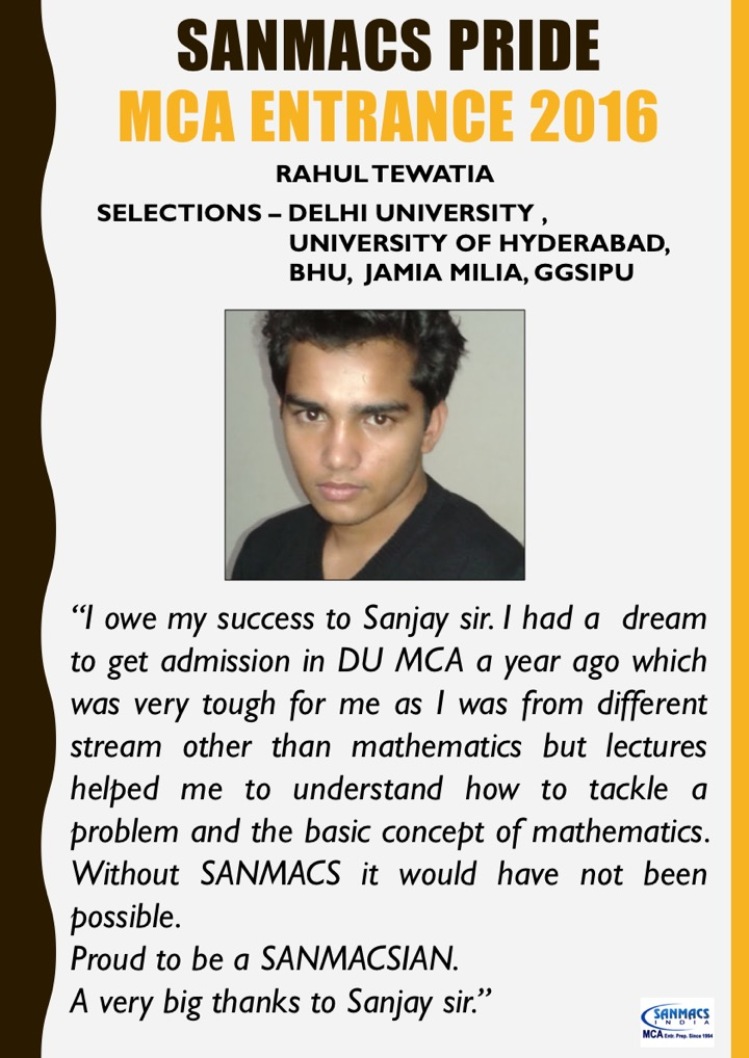 SANMACS PRIDE
MCA ENTRANCE 2016
RAHUL TEWATIA
SELECTIONS – DELHI UNIVERSITY ,
UNIVERSITY OF HYDERABAD,
BHU, JAMIA MILIA, GGSIPU
“I owe my success to Sanjay sir. I had a dream
to get admission in DU MCA a year ago which
was very tough for me as I was from different
stream other than mathematics but lectures
helped me to understand how to tackle a
problem and the basic concept of mathematics.
Without SANMACS it would have not been
possible.
Proud to be a SANMACSIAN.
A very big thanks to Sanjay sir.”
SANMACS
INDIA
MCA Entr. Prep. Since 1994